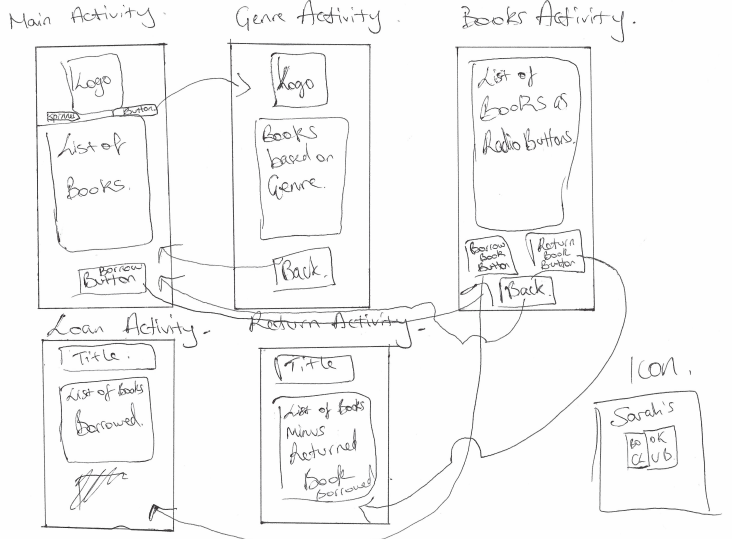 Main Activity.
Logo
Spinner
Button
List of
Books.
Borrow
Button
Genre Activity.
Logo
Books
based on
Genre.
Back.
Books Activity.
List of
Books as
Radio Buttons.
Borrow
Book
Button
Return
Book
Button
Back.
Loan Activity.
Title.
List of Books
Borrowed.
Return Activity.
Title
List of Books
Minus
Returned
Book
Borrowed
Icon.
Sarah's
BO OK
CL UB